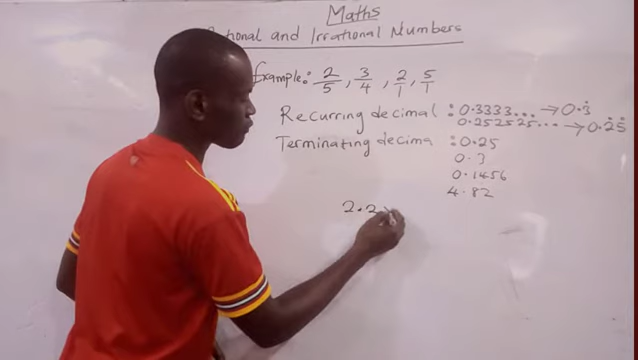 Maths
Rational and Irrational Numbers
Example: 2/5, 3/4, 2/1, 5/1
Recurring decimal : 0.3333... → 0.3̇
0.252525... → 0.2̇5̇
Terminating decima : 0.25
0.3
0.1456
4.82
2.2